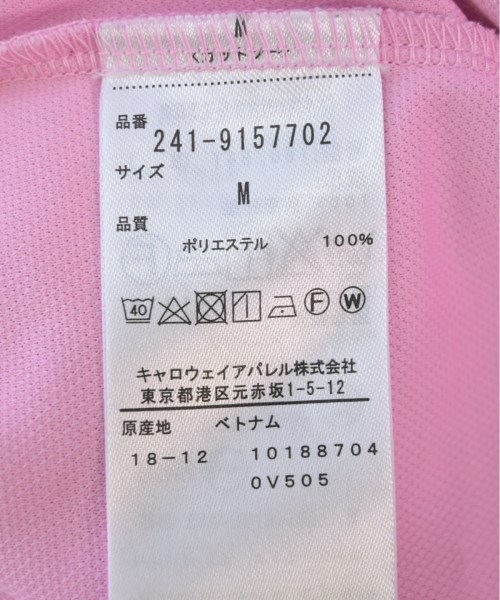 M
品番
241-9157702
サイズ
M
品質
ポリエステル 100%
40 F W
キャロウェイアパレル株式会社
東京都港区元赤坂1-5-12
原産地 ベトナム
18-12 10188704
0V505